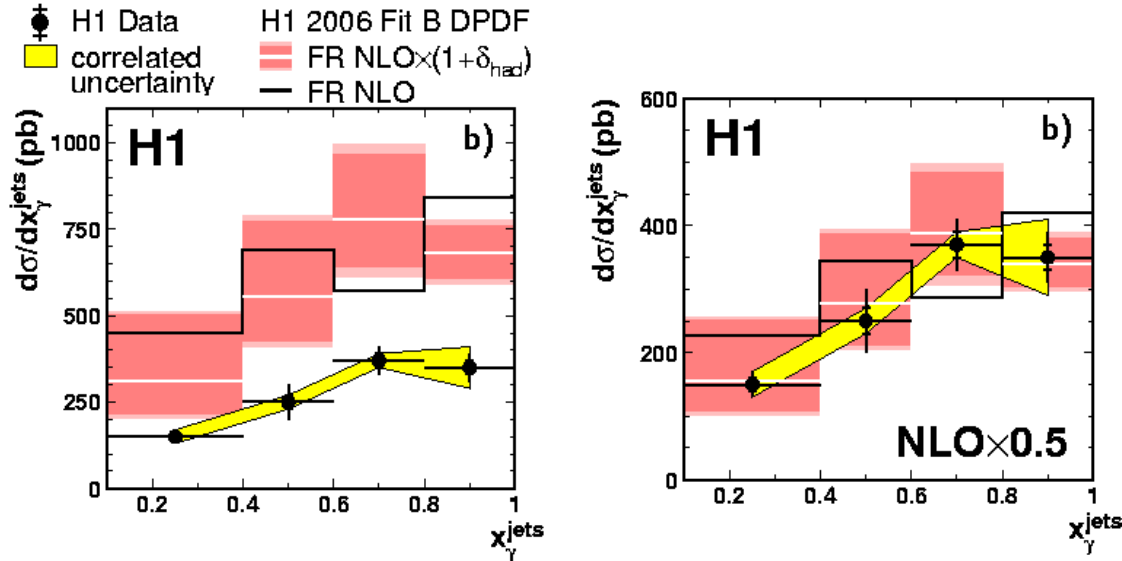 H1 Data
correlated
uncertainty
H1 2006 Fit B DPDF
FR NLO×(1+δhad)
FR NLO
dσ/dxγjets (pb)
H1
b)
1000
750
500
250
0
0.2 0.4 0.6 0.8 1
xγjets
dσ/dxγjets (pb)
H1
b)
600
400
200
0
NLO×0.5
0.2 0.4 0.6 0.8 1
xγjets